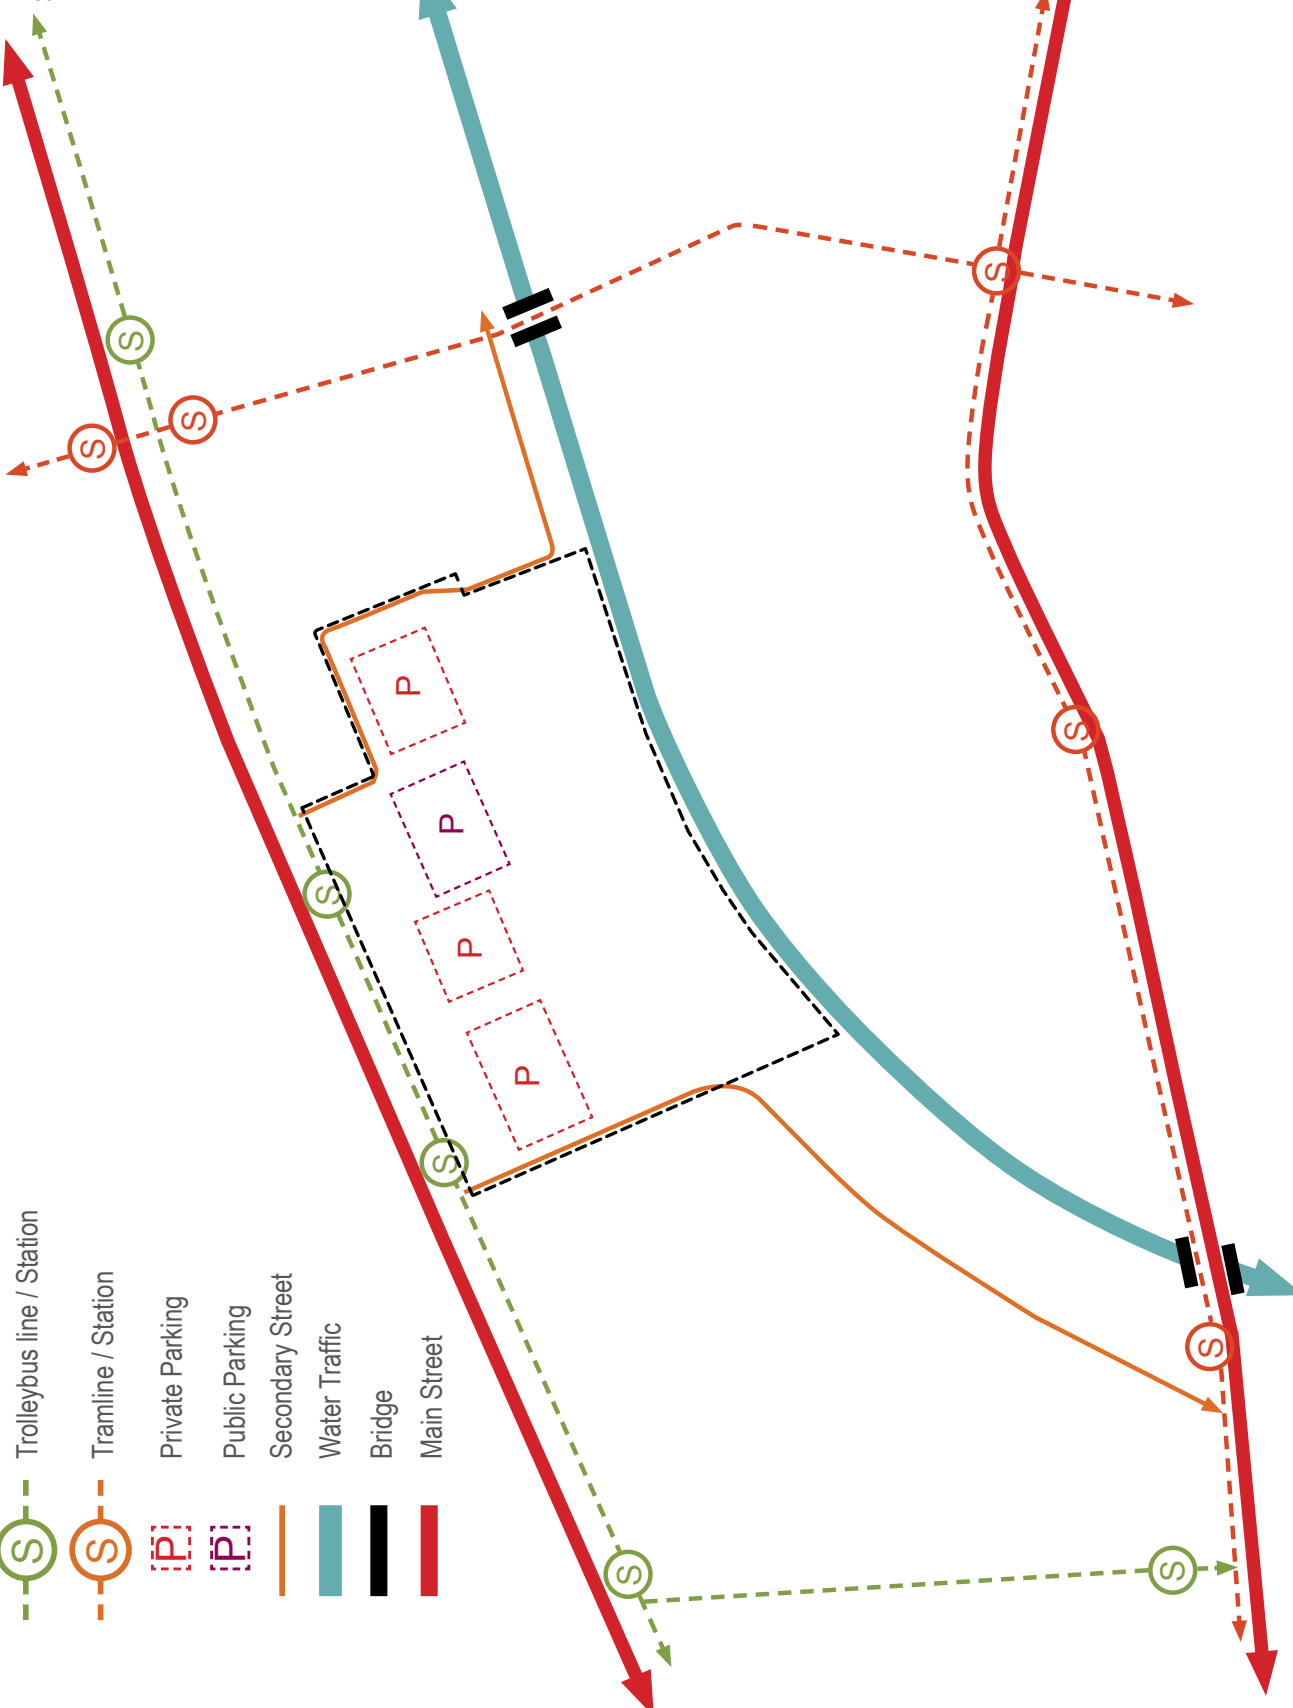 Trolleybus line / Station
S
Tramline / Station
S
Private Parking
P
Public Parking
P
Secondary Street
Water Traffic
Bridge
Main Street
S
S
S
S
S
S
S
S
S
S
P
P
P
P